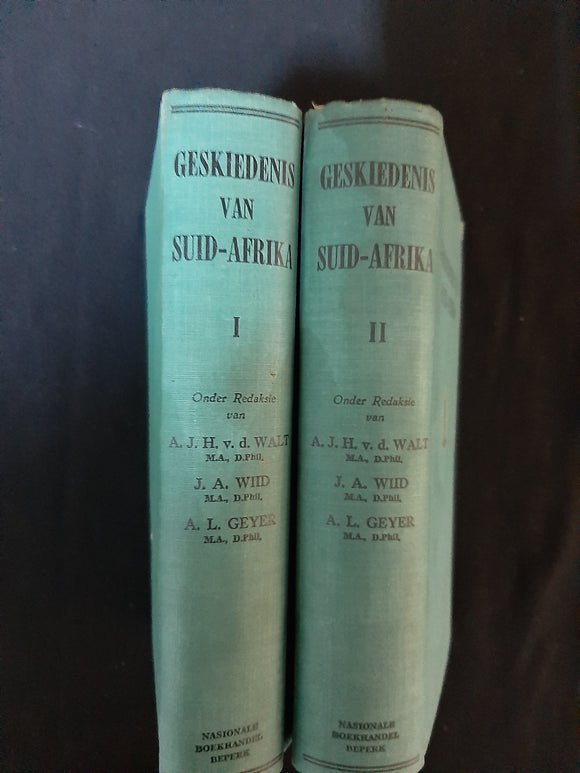 GESKIEDENIS
VAN
SUID-AFRIKA
I
Onder Redaksie
van
A. J. H. v. d. WALT
M.A., D.Phil.
J. A. WIID
M.A., D.Phil.
A. L. GEYER
M.A., D.Phil.
NASIONALE
BOEKHANDEL
BEPERK
GESKIEDENIS
VAN
SUID-AFRIKA
II
Onder Redaksie
van
A. J. H. v. d. WALT
M.A., D.Phil.
J. A. WIID
M.A., D.Phil.
A. L. GEYER
M.A., D.Phil.
NASIONALE
BOEKHANDEL
BEPERK